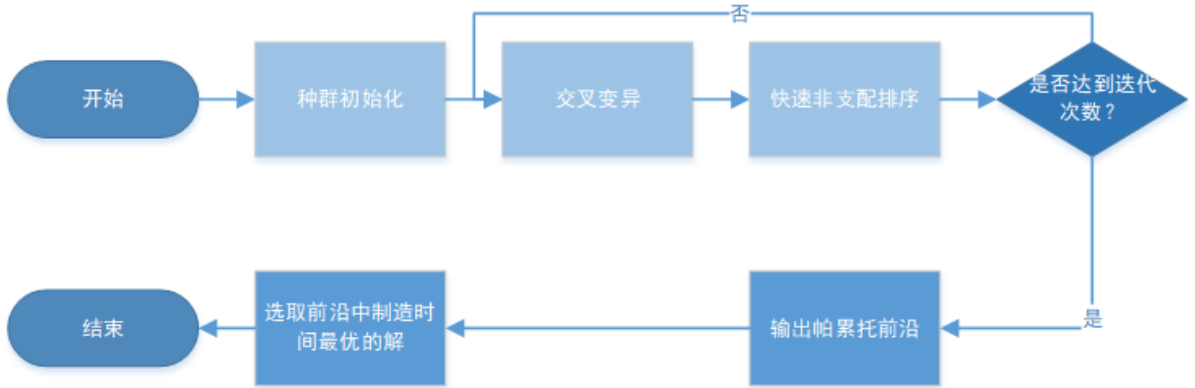 否
开始
种群初始化
交叉变异
快速非支配排序
是否达到迭代
次数？
是
输出帕累托前沿
选取前沿中制造时
间最优的解
结束